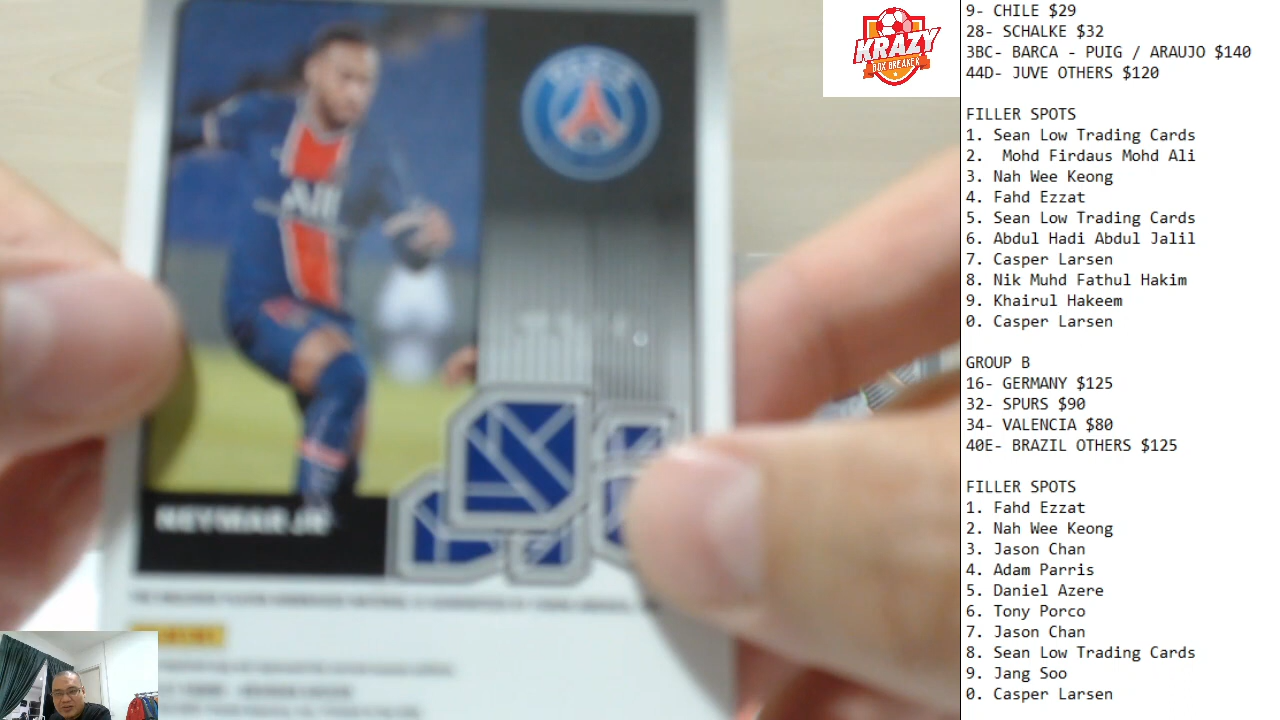 PARIS
All
NEYMAR JR
PANINI
KRAZY
BOX BREAKER
9- CHILE $29
28- SCHALKE $32
3BC- BARCA - PUIG / ARAUJO $140
44D- JUVE OTHERS $120
FILLER SPOTS
1. Sean Low Trading Cards
2.  Mohd Firdaus Mohd Ali
3. Nah Wee Keong
4. Fahd Ezzat
5. Sean Low Trading Cards
6. Abdul Hadi Abdul Jalil
7. Casper Larsen
8. Nik Muhd Fathul Hakim
9. Khairul Hakeem
0. Casper Larsen
GROUP B
16- GERMANY $125
32- SPURS $90
34- VALENCIA $80
40E- BRAZIL OTHERS $125
FILLER SPOTS
1. Fahd Ezzat
2. Nah Wee Keong
3. Jason Chan
4. Adam Parris
5. Daniel Azere
6. Tony Porco
7. Jason Chan
8. Sean Low Trading Cards
9. Jang Soo
0. Casper Larsen